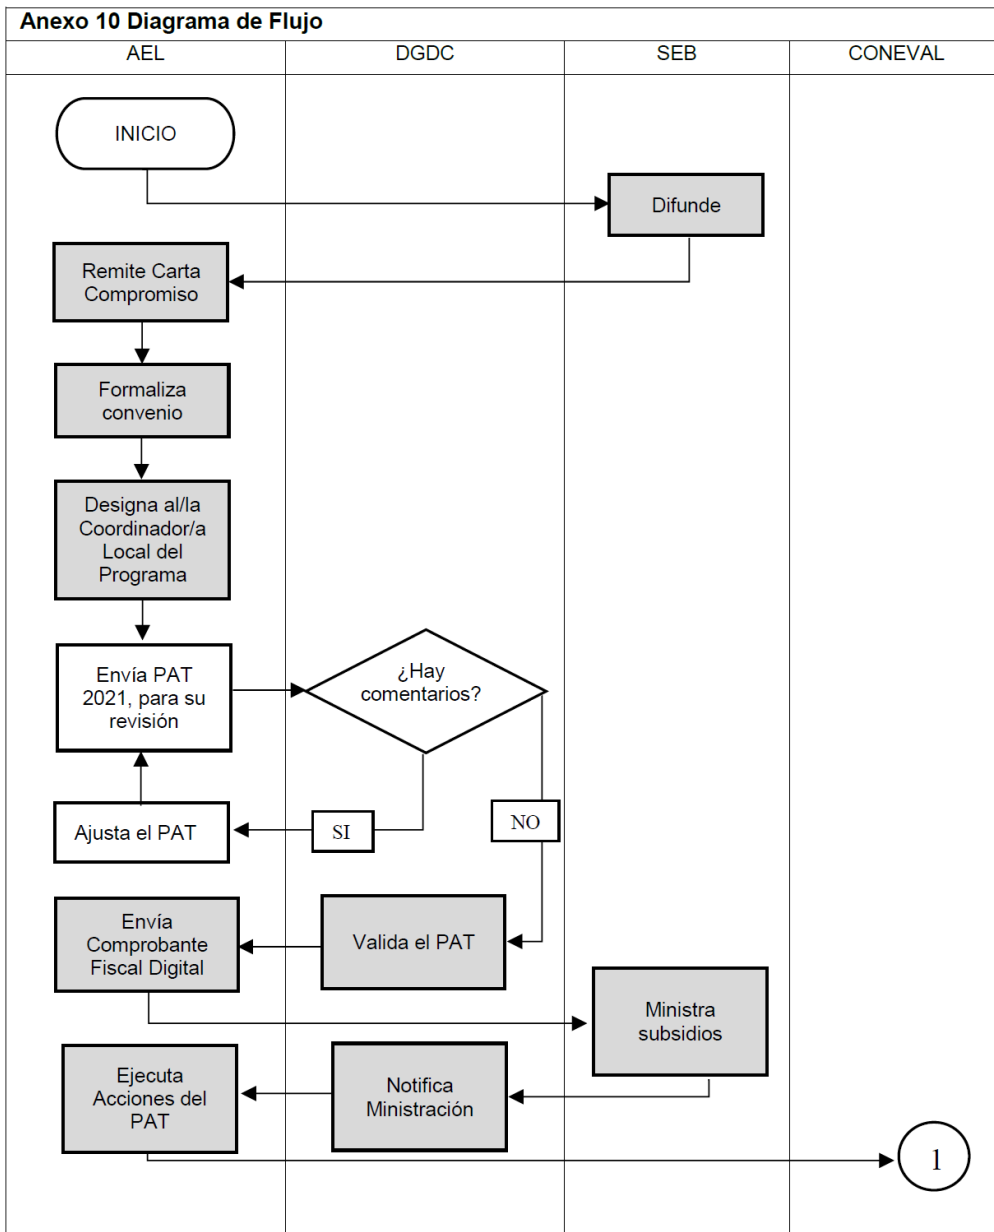 Anexo 10 Diagrama de Flujo
AEL
DGDC
SEB
CONEVAL
INICIO
Difunde
Remite Carta
Compromiso
Formaliza
convenio
Designa al/la
Coordinador/a
Local del
Programa
Envía PAT
2021, para su
revisión
¿Hay
comentarios?
Ajusta el PAT
SI
NO
Envía
Comprobante
Fiscal Digital
Valida el PAT
Ministra
subsidios
Ejecuta
Acciones del
PAT
Notifica
Ministración
1